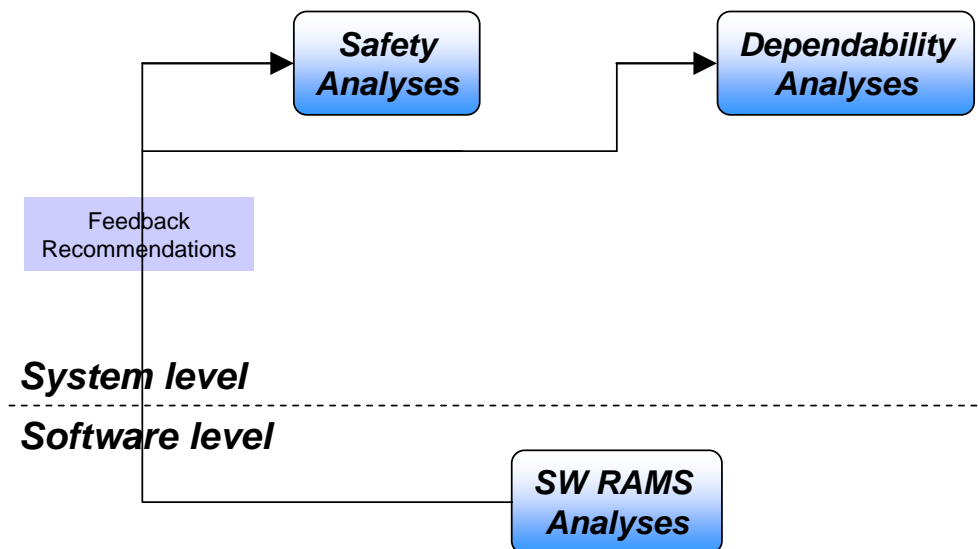 Safety
Analyses
Dependability
Analyses
Feedback
Recommendations
System level
Software level
SW RAMS
Analyses